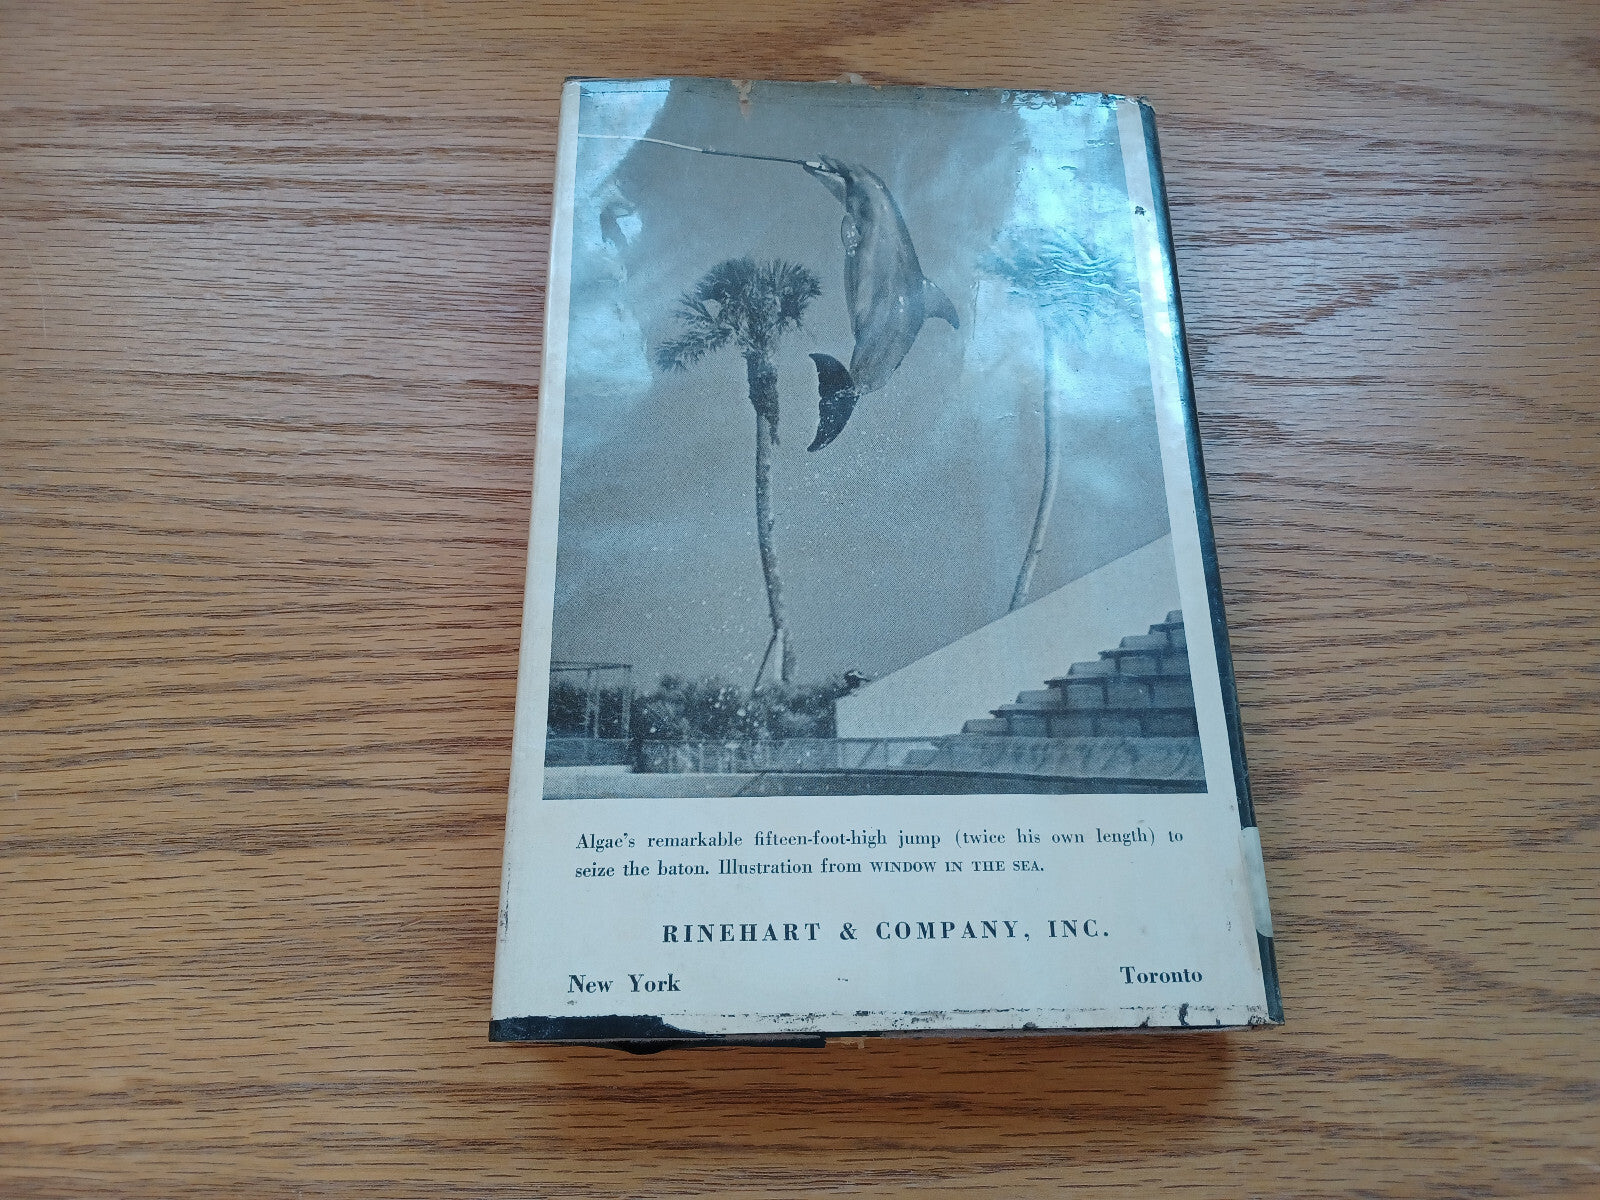 Algae's remarkable fifteen-foot-high jump (twice his own length) to
seize the baton. Illustration from WINDOW IN THE SEA.
RINEHART & COMPANY, INC.
New York Toronto